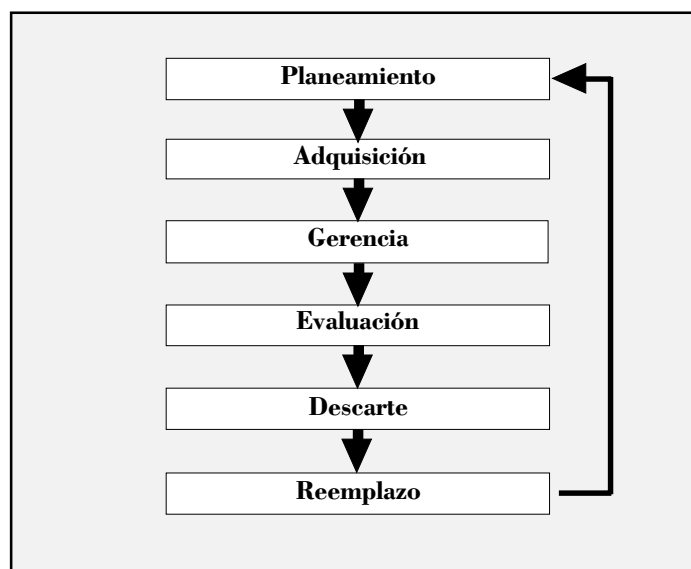 Planeamiento
Adquisición
Gerencia
Evaluación
Descarte
Reemplazo